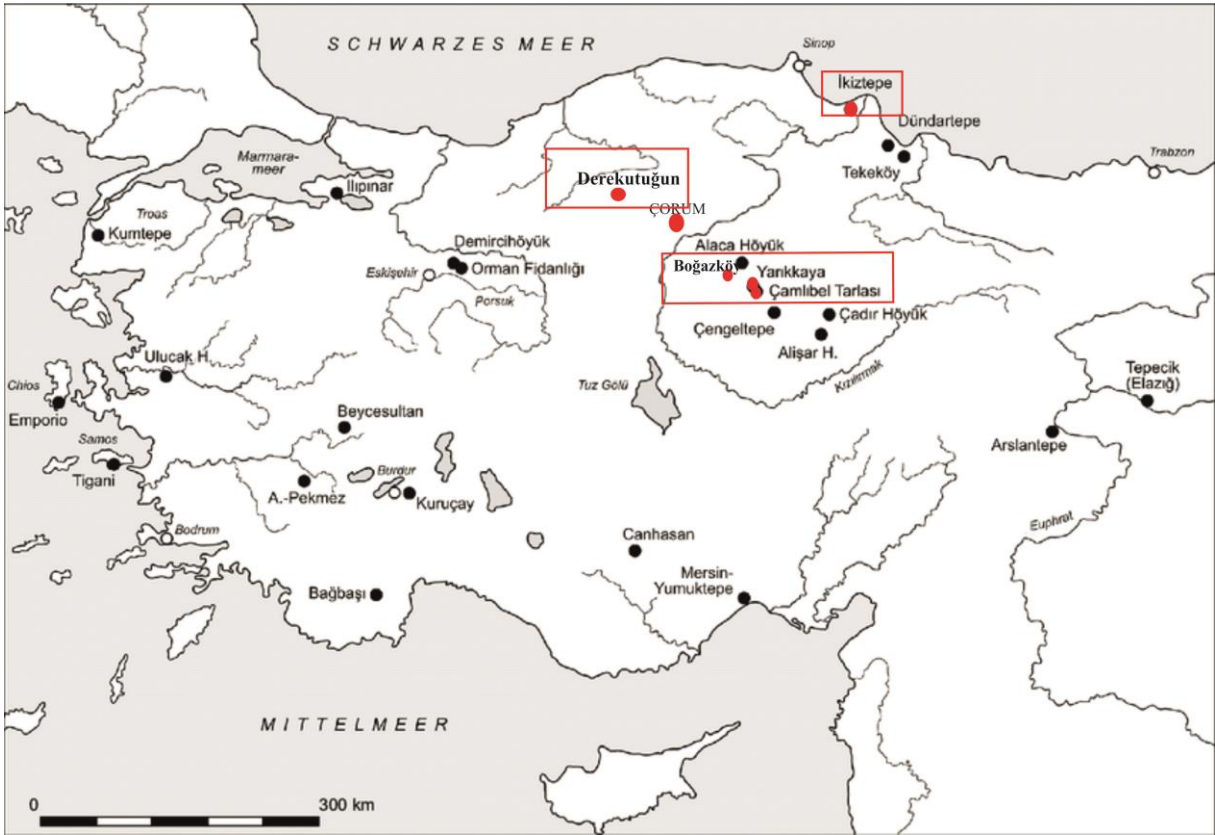 SCHWARZES MEER
Sinop
İkiztepe
Dündartepe
Tekeköy
Trabzon
Marmara-
meer
Ilıpınar
Derekutuğun
ÇORUM
Troas
Kumtepe
Demircihöyük
Orman Fidanlığı
Eskişehir
Porsuk
Alaca Höyük
Boğazköy
Yarıkkaya
Çamlıbel Tarlası
Çengeltepe
Çadır Höyük
Alişar H.
Kızılırmak
Ulucak H.
Chios
Emporio
Tuz Gölü
Tepecik
(Elazığ)
Beycesultan
Arslantepe
Samos
Tigani
Burdur
A.-Pekmez
Kuruçay
Bodrum
Euphrat
Canhasan
Mersin-
Yumuktepe
Bağbaşı
MITTELMEER
0 300 km